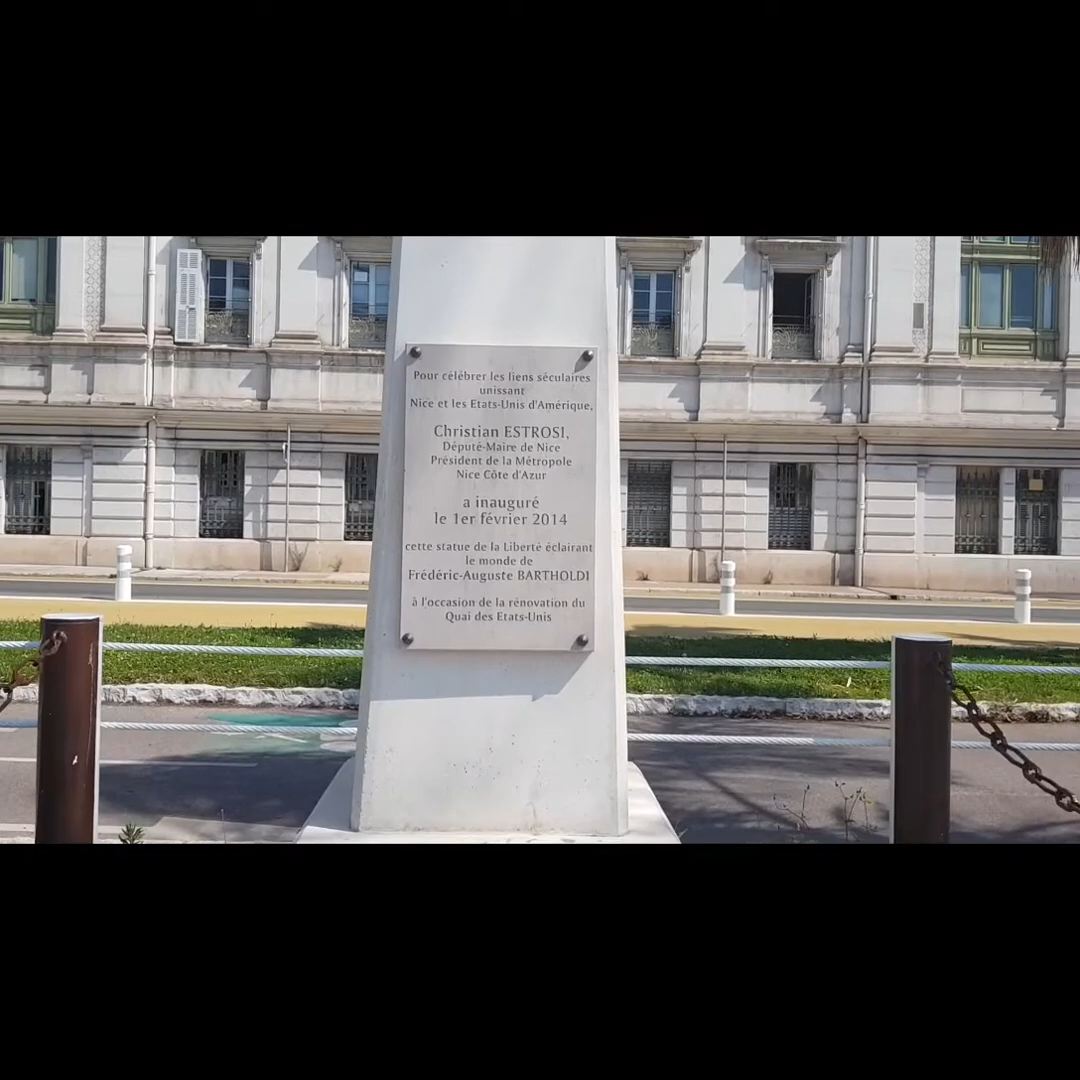 Pour célébrer les liens séculaires
unissant
Nice et les Etats-Unis d'Amérique,
Christian ESTROSI,
Député-Maire de Nice
Président de la Métropole
Nice Côte d'Azur
a inauguré
le 1er février 2014
cette statue de la Liberté éclairant
le monde de
Frédéric-Auguste BARTHOLDI
à l'occasion de la rénovation du
Quai des Etats-Unis